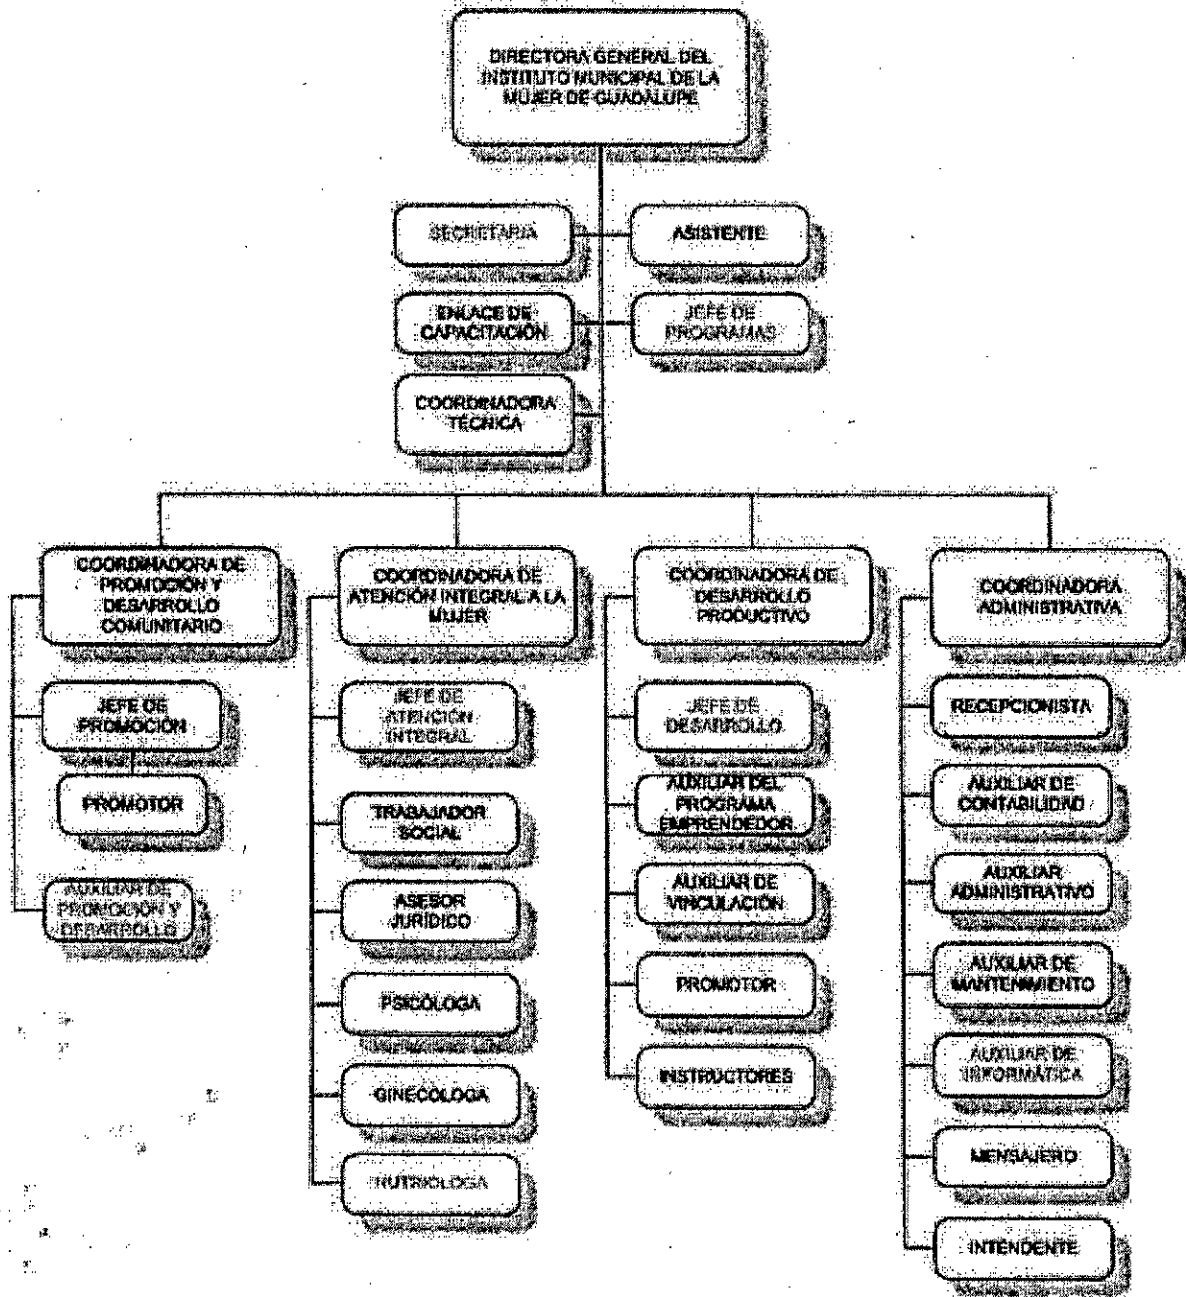 DIRECTORA GENERAL DEL
INSTITUTO MUNICIPAL DE LA
MUJER DE GUADALUPE
SECRETARIA
ASISTENTE
ENLACE DE
CAPACITACIÓN
JEFE DE
PROGRAMAS
COORDINADORA
TÉCNICA
COORDINADORA DE
PROMOCIÓN Y
DESARROLLO
COMUNITARIO
JEFE DE
PROMOCIÓN
PROMOTOR
AUXILIAR DE
PROMOCIÓN Y
DESARROLLO
COORDINADORA DE
ATENCIÓN INTEGRAL A LA
MUJER
JEFE DE
ATENCIÓN
INTEGRAL
TRABAJADOR
SOCIAL
ASESOR
JURÍDICO
PSICÓLOGA
GINECÓLOGA
NUTRIÓLOGA
COORDINADORA DE
DESARROLLO
PRODUCTIVO
JEFE DE
DESARROLLO
AUXILIAR DEL
PROGRAMA
EMPRENDEDOR
AUXILIAR DE
VINCULACIÓN
PROMOTOR
INSTRUCTORES
COORDINADORA
ADMINISTRATIVA
RECEPCIONISTA
AUXILIAR DE
CONTABILIDAD
AUXILIAR
ADMINISTRATIVO
AUXILIAR DE
MANTENIMIENTO
AUXILIAR DE
INFORMÁTICA
MENSAJERO
INTENDENTE